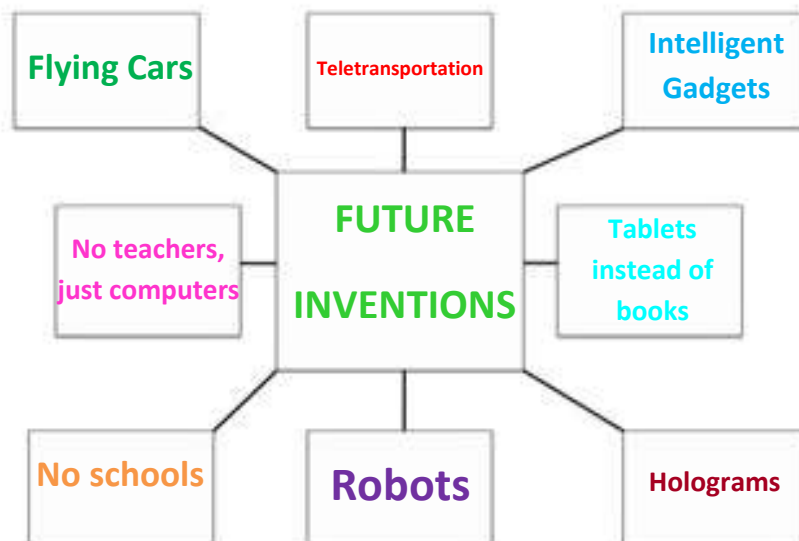 Flying Cars
Teletransportation
Intelligent
Gadgets
No teachers,
just computers
FUTURE
INVENTIONS
Tablets
instead of
books
No schools
Robots
Holograms